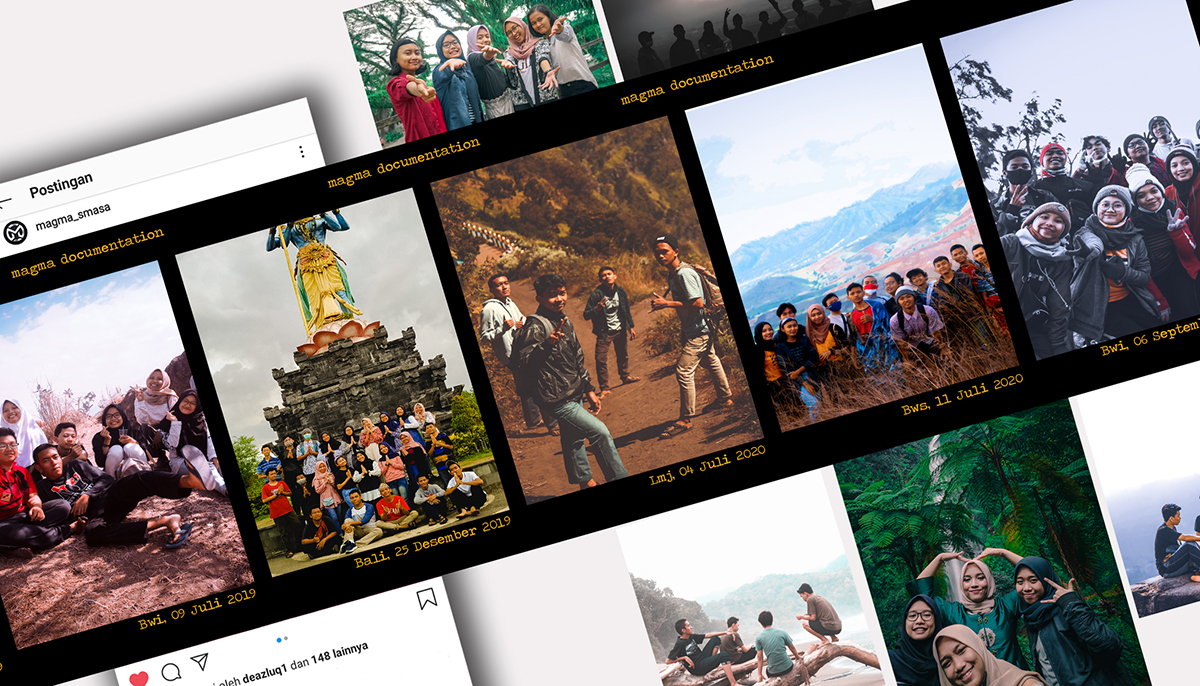 Postingan
magma_smasa
magma documentation
magma documentation
magma documentation
Bwi, 09 Juli 2019
Bali, 25 Desember 2019
Lmj, 04 Juli 2020
Bws, 11 Juli 2020
Bwi, 06 Septem
oleh deazluq1 dan 148 lainnya